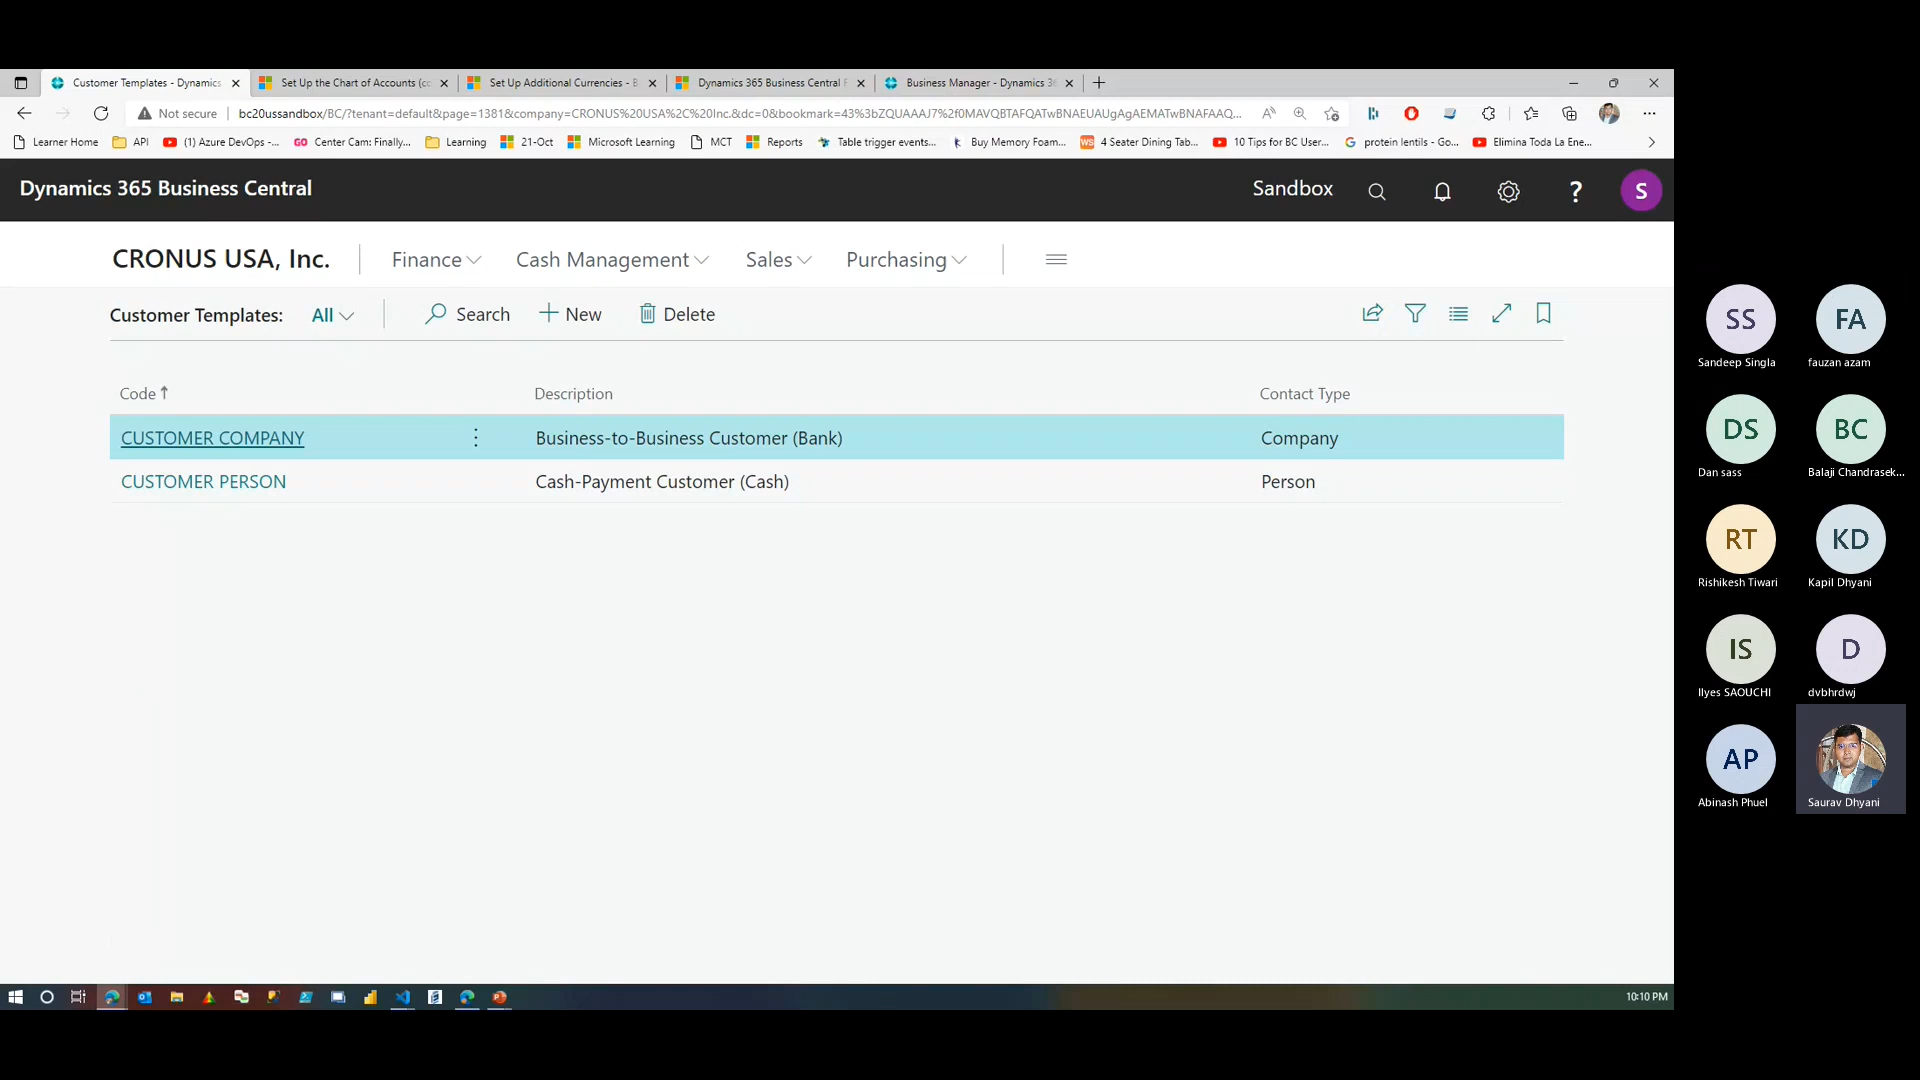 Customer Templates - Dynamics
Set Up the Chart of Accounts (cc
Set Up Additional Currencies - B
Dynamics 365 Business Central F
Business Manager - Dynamics 36
Not secure
bc20ussandbox/BC/?tenant=default&page=1381&company=CRONUS%20USA%2C%20Inc.&dc=0&bookmark=43%3bZQUAAAJ7%2f0MAVQBTAFQATwBNAEUAUgAgAEMATwBNAFAAQ...
Learner Home
API
(1) Azure DevOps -...
GO Center Cam: Finally...
Learning
21-Oct
Microsoft Learning
MCT
Reports
Table trigger events...
Buy Memory Foam...
WS 4 Seater Dining Tab...
10 Tips for BC User...
protein lentils - Go...
Elimina Toda La Ene...
Dynamics 365 Business Central
Sandbox
?
S
CRONUS USA, Inc.
Finance
Cash Management
Sales
Purchasing
Customer Templates:
All
Search
New
Delete
Code
Description
Contact Type
CUSTOMER COMPANY
Business-to-Business Customer (Bank)
Company
CUSTOMER PERSON
Cash-Payment Customer (Cash)
Person
10:10 PM
SS
Sandeep Singla
FA
fauzan azam
DS
Dan sass
BC
Balaji Chandrasek...
RT
Rishikesh Tiwari
KD
Kapil Dhyani
IS
Ilyes SAOUCHI
D
dvbhrdwj
AP
Abinash Phuel
Saurav Dhyani